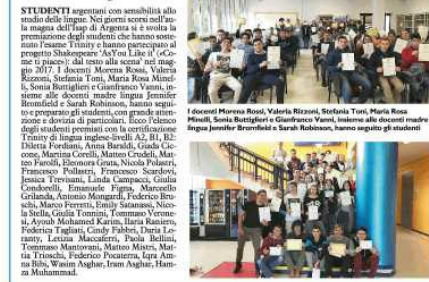 STUDENTI argentani con sensibilità allo
studio delle lingue. Nei giorni scorsi nell'au-
la magna dell'Isap di Argenta si è svolta la
premiazione degli studenti che hanno soste-
nuto l'esame Trinity e hanno partecipato al
progetto Shakespeare 'AsYou Like it' («Co-
me ti piace»): dal testo alla scena' nel mag-
gio 2017. I docenti Morena Rossi, Valeria
Rizzoni, Stefania Toni, Maria Rosa Minel-
li, Sonia Buttiglieri e Gianfranco Vanni, in-
sieme alle docenti madre lingua Jennifer
Bromfield e Sarah Robinson, hanno segui-
to e preparato gli studenti, con grande atten-
zione e dovizia di particolari. Ecco l'elenco
degli studenti premiati con la certificazione
Trinity di lingua inglese-livelli A2, B1, B2:
Diletta Fordiani, Anna Baraldi, Giada Cic-
cone, Martina Corelli, Matteo Crudeli, Mat-
teo Farolfi, Eleonora Grata, Nicola Polastri,
Francesco Pollastri, Francesco Scardovi,
Jessica Trevisani, Linda Campacci, Giulia
Condorelli, Emanuele Figna, Marcello
Grilanda, Antonio Mongardi, Federico Bru-
schi, Marco Ferretti, Emily Satanassi, Nico-
la Stella, Giulia Tonnini, Tommaso Verone-
si, Ayoub Mohamed Karim, Ilaria Raniero,
Federica Tagliati, Cindy Fabbri, Daria Lo-
ranty, Letizia Maccaferri, Paola Bellini,
Tommaso Mantovani, Matteo Mistri, Mat-
tia Trioschi, Federico Pocaterra, Iqra Am-
na Bibi, Wasim Asghar, Iram Asghar, Ham-
za Muhammad.
I docenti Morena Rossi, Valeria Rizzoni, Stefania Toni, Maria Rosa
Minelli, Sonia Buttiglieri e Gianfranco Vanni, insieme alle docenti madre
lingua Jennifer Bromfield e Sarah Robinson, hanno seguito gli studenti